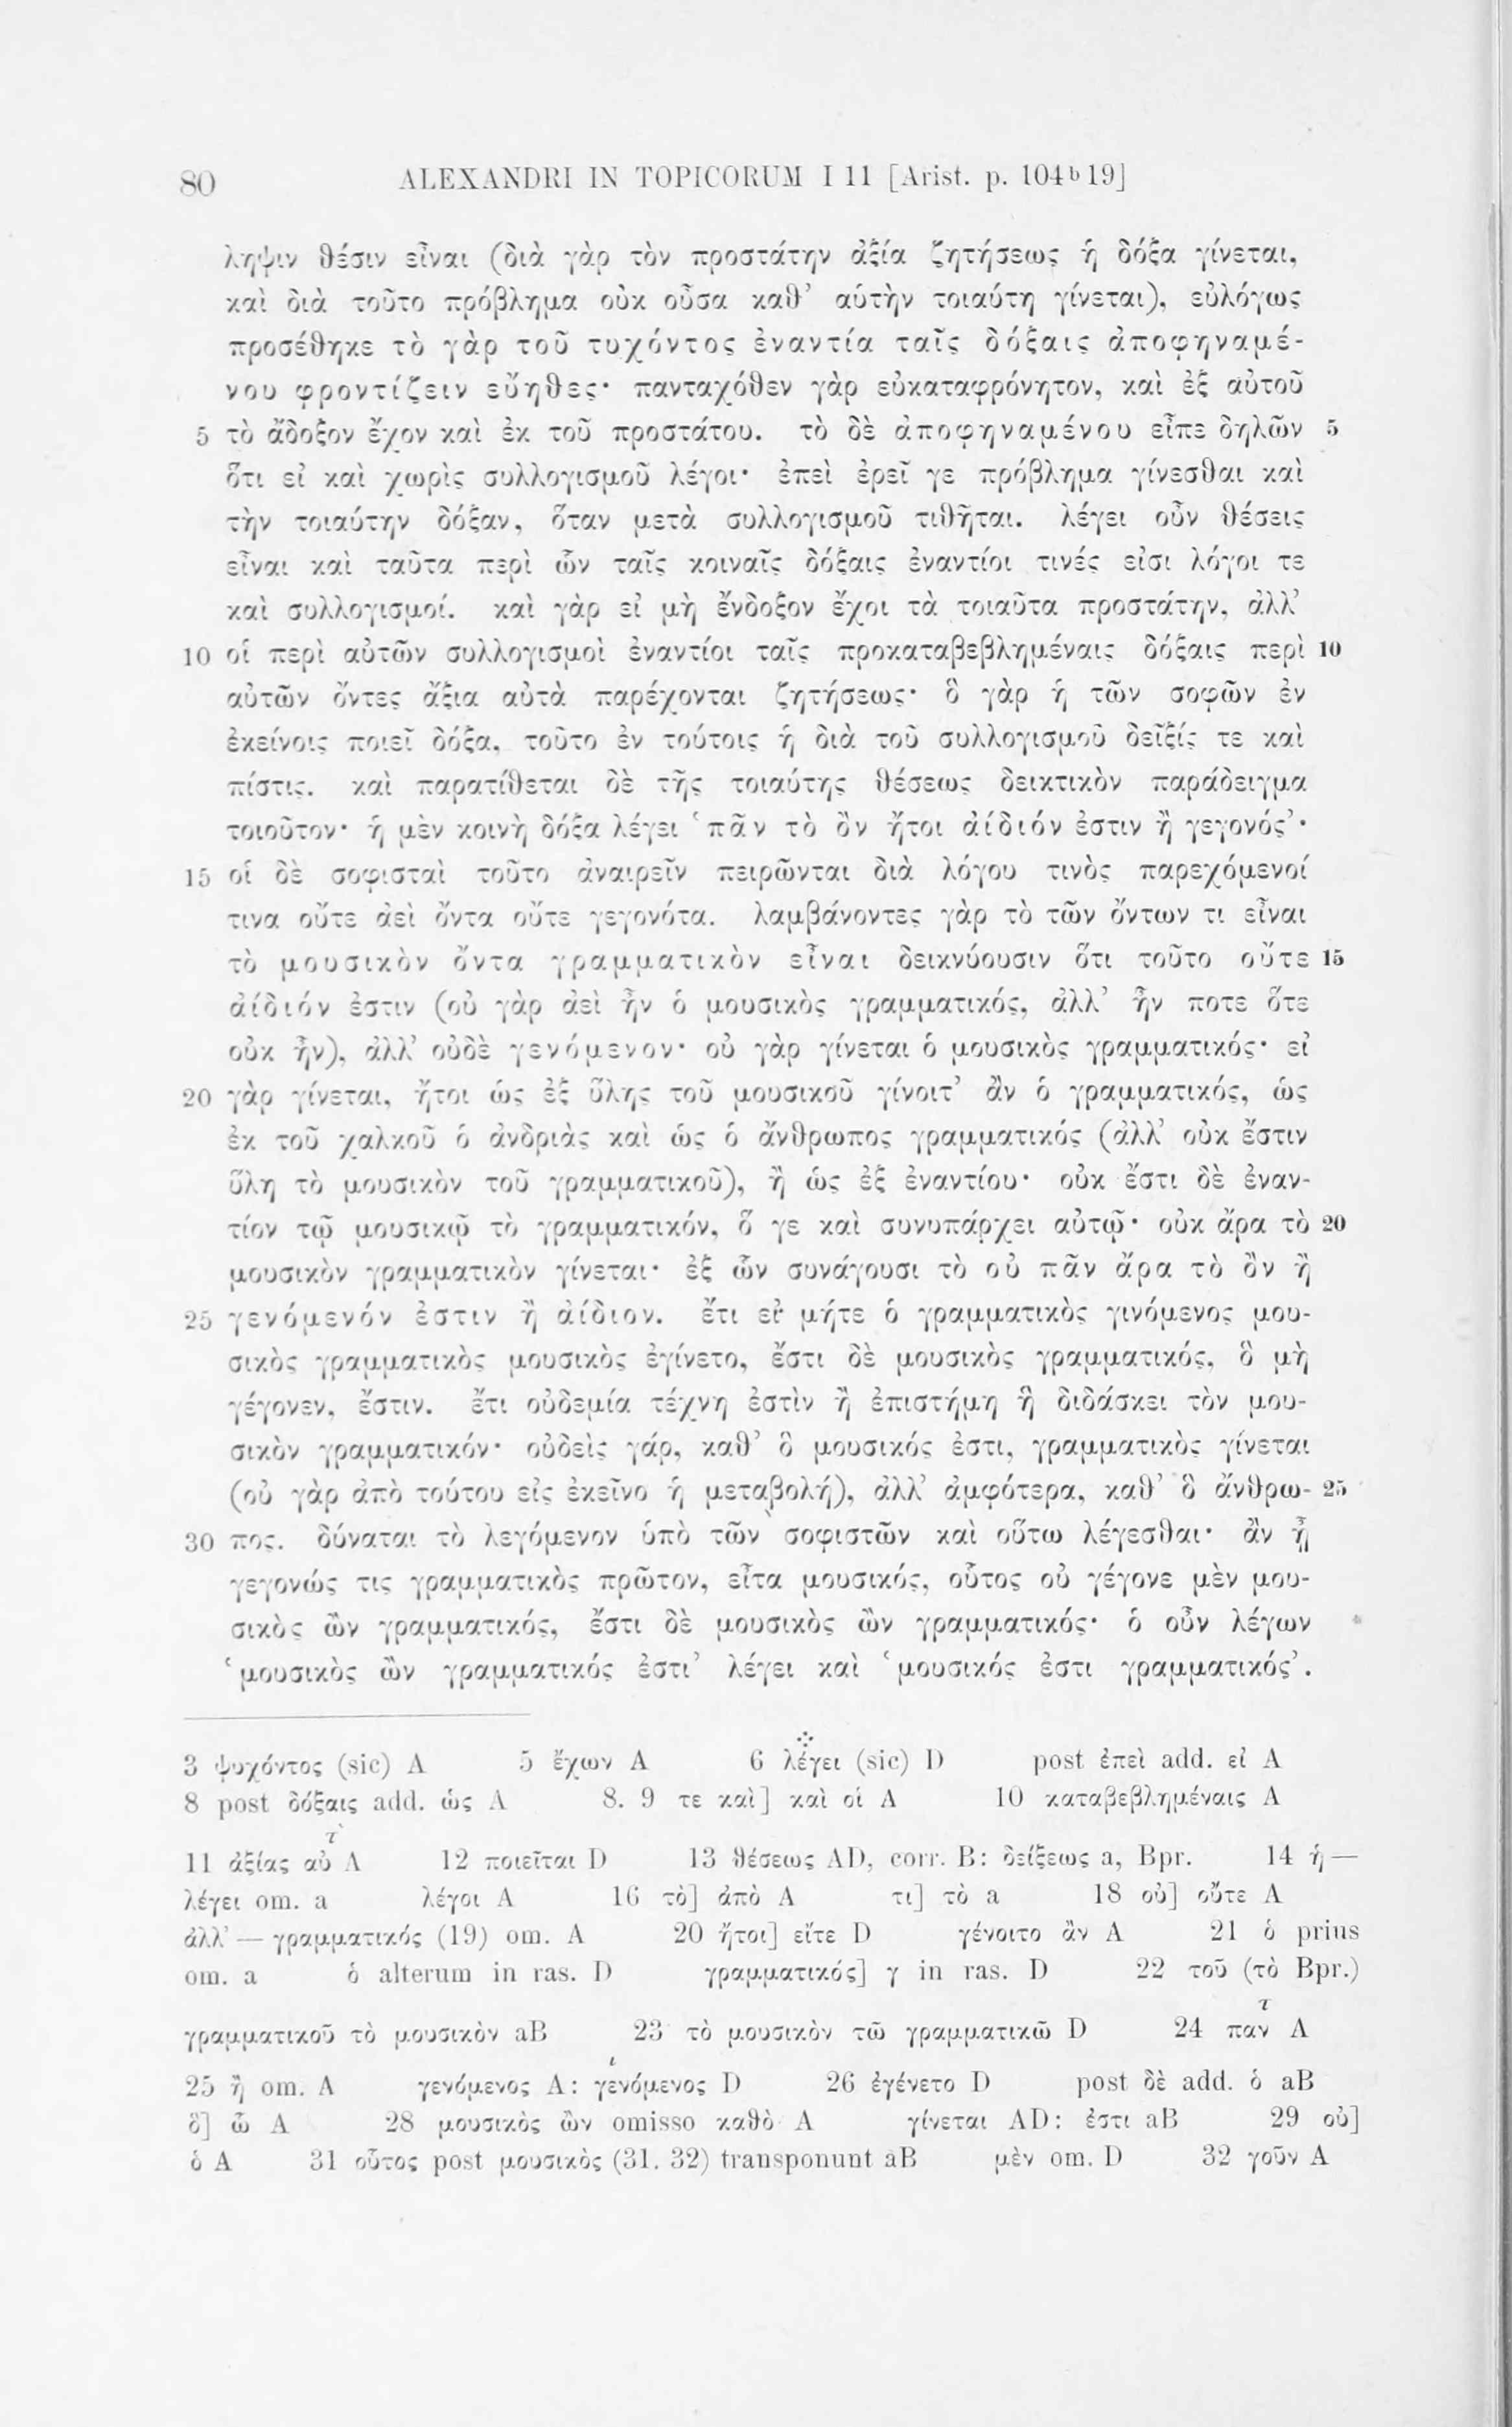 80 ALEXANDRI IN TOPICORUM I 11 [Arist. p. 104ᵇ19]
ληψιν θέσιν εἶναι (διὰ γὰρ τὸν προστάτην ἀξία ζητήσεως ἡ δόξα γίνεται,
καὶ διὰ τοῦτο πρόβλημα οὐκ οὖσα καθ’ αὑτὴν τοιαύτη γίνεται), εὐλόγως
προσέθηκε τὸ γὰρ τοῦ τυχόντος ἐναντία ταῖς δόξαις ἀποφηναμέ-
νου φροντίζειν εὔηθες· πανταχόθεν γὰρ εὐκαταφρόνητον, καὶ ἐξ αὑτοῦ
5 τὸ ἄδοξον ἔχον καὶ ἐκ τοῦ προστάτου. τὸ δὲ ἀποφηναμένου εἶπε δηλῶν 5
ὅτι εἰ καὶ χωρὶς συλλογισμοῦ λέγοι· ἐπεὶ ἐρεῖ γε πρόβλημα γίνεσθαι καὶ
τὴν τοιαύτην δόξαν, ὅταν μετὰ συλλογισμοῦ τιθῆται. λέγει οὖν θέσεις
εἶναι καὶ ταῦτα περὶ ὧν ταῖς κοιναῖς δόξαις ἐναντίοι τινές εἰσι λόγοι τε
καὶ συλλογισμοί. καὶ γὰρ εἰ μὴ ἔνδοξον ἔχοι τὰ τοιαῦτα προστάτην, ἀλλ’
10 οἱ περὶ αὐτῶν συλλογισμοὶ ἐναντίοι ταῖς προκαταβεβλημέναις δόξαις περὶ 10
αὐτῶν ὄντες ἄξια αὐτὰ παρέχονται ζητήσεως· ὃ γὰρ ἡ τῶν σοφῶν ἐν
ἐκείνοις ποιεῖ δόξα, τοῦτο ἐν τούτοις ἡ διὰ τοῦ συλλογισμοῦ δεῖξίς τε καὶ
πίστις. καὶ παρατίθεται δὲ τῆς τοιαύτης θέσεως δεικτικὸν παράδειγμα
τοιοῦτον· ἡ μὲν κοινὴ δόξα λέγει ‘πᾶν τὸ ὂν ἤτοι ἀίδιόν ἐστιν ἢ γεγονός’·
15 οἱ δὲ σοφισταὶ τοῦτο ἀναιρεῖν πειρῶνται διὰ λόγου τινὸς παρεχόμενοί
τινα οὔτε ἀεὶ ὄντα οὔτε γεγονότα. λαμβάνοντες γὰρ τὸ τῶν ὄντων τι εἶναι
τὸ μουσικὸν ὄντα γραμματικὸν εἶναι δεικνύουσιν ὅτι τοῦτο οὔτε 15
ἀίδιόν ἐστιν (οὐ γὰρ ἀεὶ ἦν ὁ μουσικὸς γραμματικός, ἀλλ’ ἦν ποτε ὅτε
οὐκ ἦν), ἀλλ’ οὐδὲ γενόμενον· οὐ γὰρ γίνεται ὁ μουσικὸς γραμματικός· εἰ
20 γὰρ γίνεται, ἤτοι ὡς ἐξ ὕλης τοῦ μουσικοῦ γίνοιτ’ ἂν ὁ γραμματικός, ὡς
ἐκ τοῦ χαλκοῦ ὁ ἀνδριὰς καὶ ὡς ὁ ἄνθρωπος γραμματικός (ἀλλ’ οὐκ ἔστιν
ὕλη τὸ μουσικὸν τοῦ γραμματικοῦ), ἢ ὡς ἐξ ἐναντίου· οὐκ ἔστι δὲ ἐναν-
τίον τῷ μουσικῷ τὸ γραμματικόν, ὅ γε καὶ συνυπάρχει αὐτῷ· οὐκ ἄρα τὸ 20
μουσικὸν γραμματικὸν γίνεται· ἐξ ὧν συνάγουσι τὸ οὐ πᾶν ἄρα τὸ ὂν ἢ
25 γενόμενόν ἐστιν ἢ ἀίδιον. ἔτι εἰ μήτε ὁ γραμματικὸς γινόμενος μου-
σικὸς γραμματικὸς μουσικὸς ἐγίνετο, ἔστι δὲ μουσικὸς γραμματικός, ὃ μὴ
γέγονεν, ἔστιν. ἔτι οὐδεμία τέχνη ἐστὶν ἢ ἐπιστήμη ἣ διδάσκει τὸν μου-
σικὸν γραμματικόν· οὐδεὶς γάρ, καθ’ ὃ μουσικός ἐστι, γραμματικὸς γίνεται
(οὐ γὰρ ἀπὸ τούτου εἰς ἐκεῖνο ἡ μεταβολή), ἀλλ’ ἀμφότερα, καθ’ ὃ ἄνθρω- 25
30 πος. δύναται τὸ λεγόμενον ὑπὸ τῶν σοφιστῶν καὶ οὕτω λέγεσθαι· ἂν ᾖ
γεγονώς τις γραμματικὸς πρῶτον, εἶτα μουσικός, οὗτος οὐ γέγονε μὲν μου-
σικὸς ὢν γραμματικός, ἔστι δὲ μουσικὸς ὢν γραμματικός· ὁ οὖν λέγων
‘μουσικὸς ὢν γραμματικός ἐστι’ λέγει καὶ ‘μουσικός ἐστι γραμματικός’.
3 ψυχόντος (sic) A 5 ἔχων A 6 λέγει (sic) D post ἐπεὶ add. εἰ A
8 post δόξαις add. ὡς A 8. 9 τε καὶ] καὶ οἱ A 10 καταβεβλημέναις A
11 ἀξίας αὐτ̀ A 12 ποιεῖται D 13 θέσεως AD, corr. B: δείξεως a, Bpr. 14 ἡ —
λέγει om. a λέγοι A 16 τὸ] ἀπὸ A τι] τὸ a 18 οὐ] οὔτε A
ἀλλ’ — γραμματικός (19) om. A 20 ἤτοι] εἴτε D γένοιτο ἂν A 21 ὁ prius
om. a ὁ alterum in ras. D γραμματικός] γ in ras. D 22 τοῦ (τὸ Bpr.)
γραμματικοῦ τὸ μουσικὸν aB 23 τὸ μουσικὸν τῶ γραμματικῶ D 24 παντ A
25 ἢ om. A γενόμενος A: γενόμενος D 26 ἐγένετο D post δὲ add. ὁ aB
ὃ] ὧ A 28 μουσικὸς ὢν omisso καθὸ A γίνεται AD: ἐστι aB 29 οὐ]
ὁ A 31 οὗτος post μουσικὸς (31. 32) transponunt aB μὲν om. D 32 γοῦν A